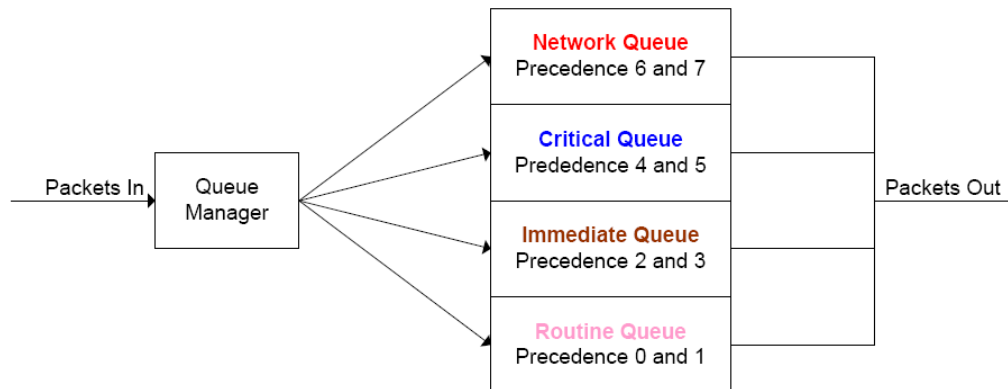 Network Queue
Precedence 6 and 7
Critical Queue
Prededence 4 and 5
Packets In
Queue
Manager
Packets Out
Immediate Queue
Precedence 2 and 3
Routine Queue
Precedence 0 and 1